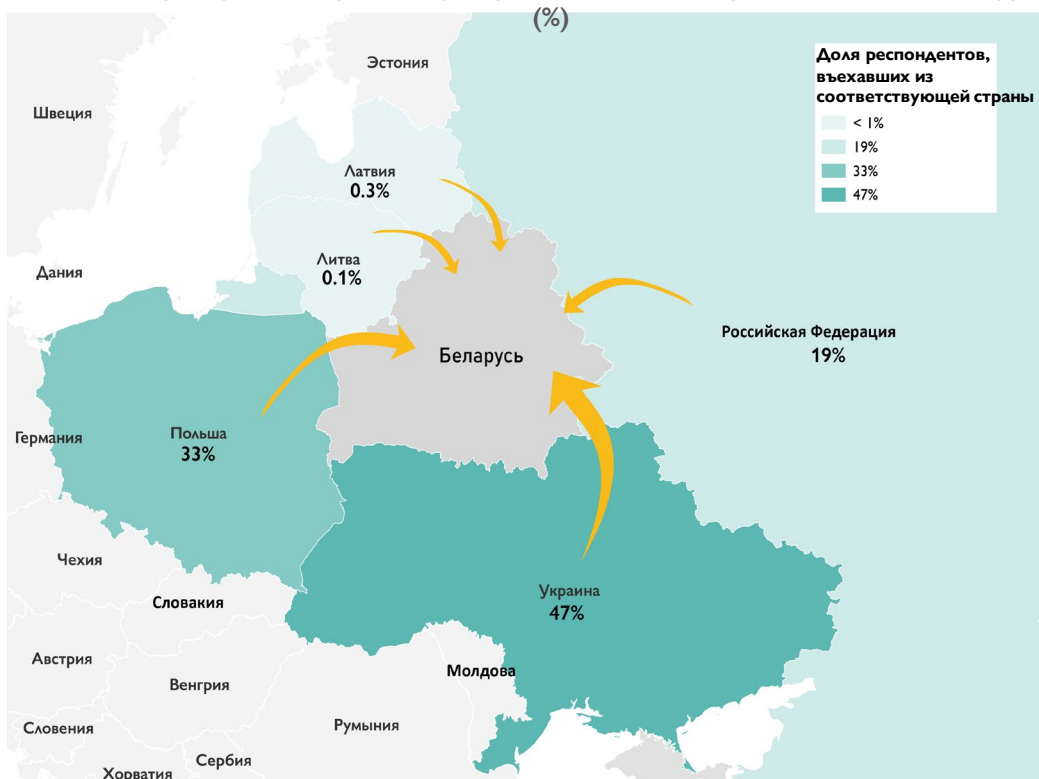 (%)
Доля респондентов,
въехавших из
соответствующей страны
< 1%
19%
33%
47%
Эстония
Швеция
Латвия
0.3%
Дания
Литва
0.1%
Российская Федерация
19%
Беларусь
Германия
Польша
33%
Чехия
Словакия
Украина
47%
Австрия
Венгрия
Молдова
Словения
Румыния
Сербия
Хорватия